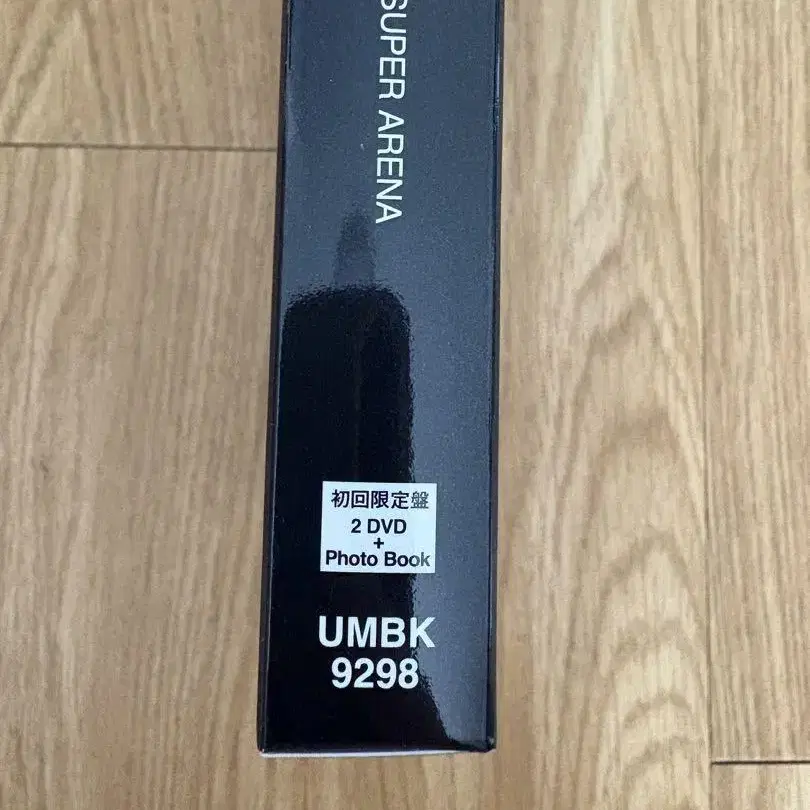 SUPER ARENA
初回限定盤
2 DVD
+
Photo Book
UMBK
9298